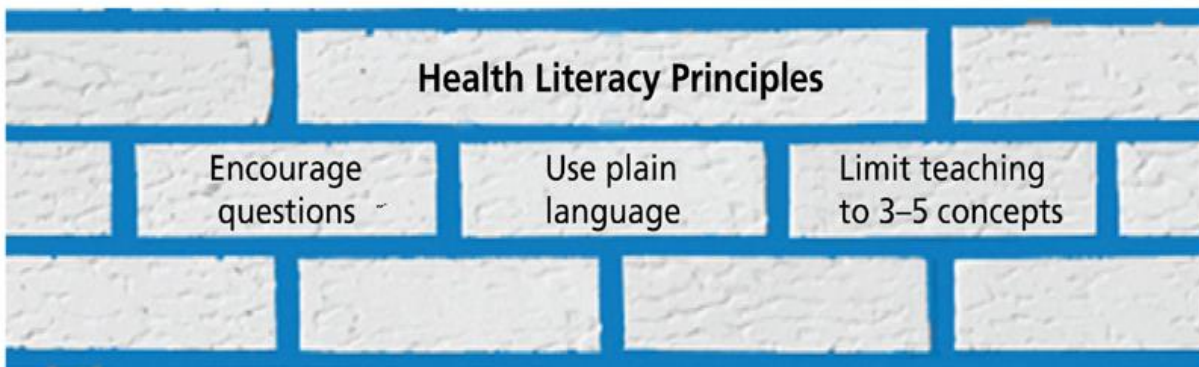 Health Literacy Principles
Encourage
questions
Use plain
language
Limit teaching
to 3–5 concepts